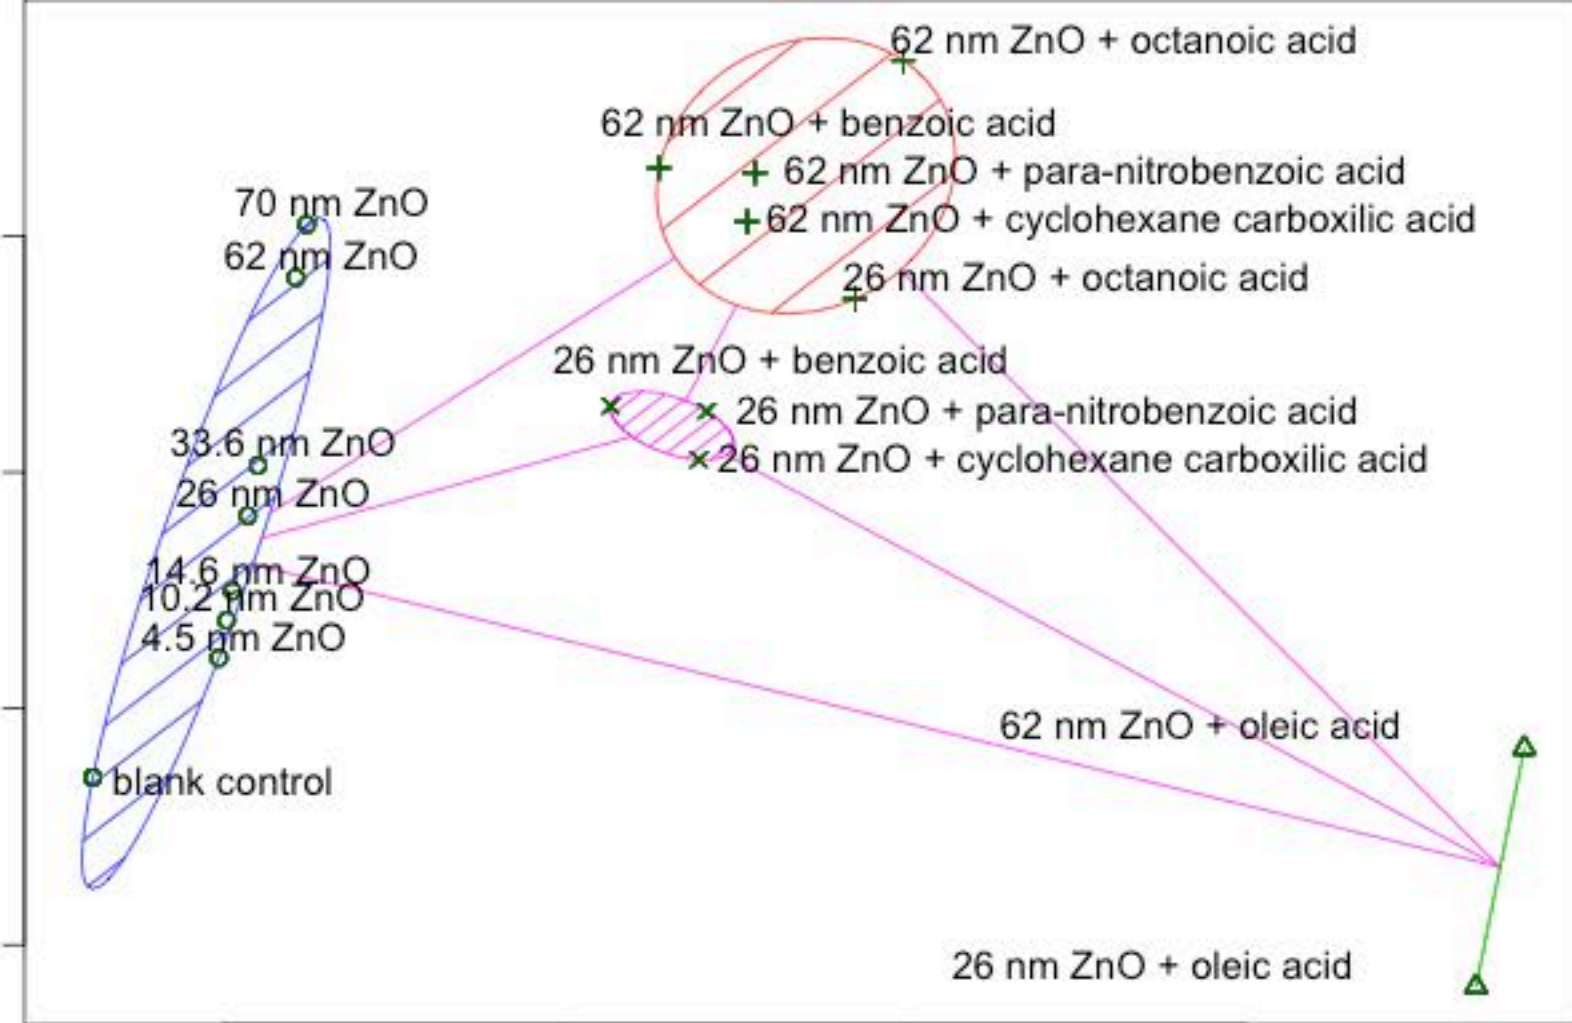 62 nm ZnO + octanoic acid
62 nm ZnO + benzoic acid
62 nm ZnO + para-nitrobenzoic acid
70 nm ZnO
62 nm ZnO + cyclohexane carboxilic acid
62 nm ZnO
26 nm ZnO + octanoic acid
26 nm ZnO + benzoic acid
26 nm ZnO + para-nitrobenzoic acid
33.6 nm ZnO
26 nm ZnO + cyclohexane carboxilic acid
26 nm ZnO
14.6 nm ZnO
10.2 nm ZnO
4.5 nm ZnO
62 nm ZnO + oleic acid
blank control
26 nm ZnO + oleic acid